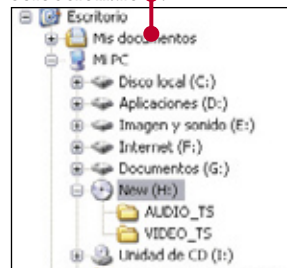 Escritorio
Mis documentos
Mi PC
Disco local (C:)
Aplicaciones (D:)
Imagen y sonido (E:)
Internet (F:)
Documentos (G:)
New (H:)
AUDIO_TS
VIDEO_TS
Unidad de CD (I:)